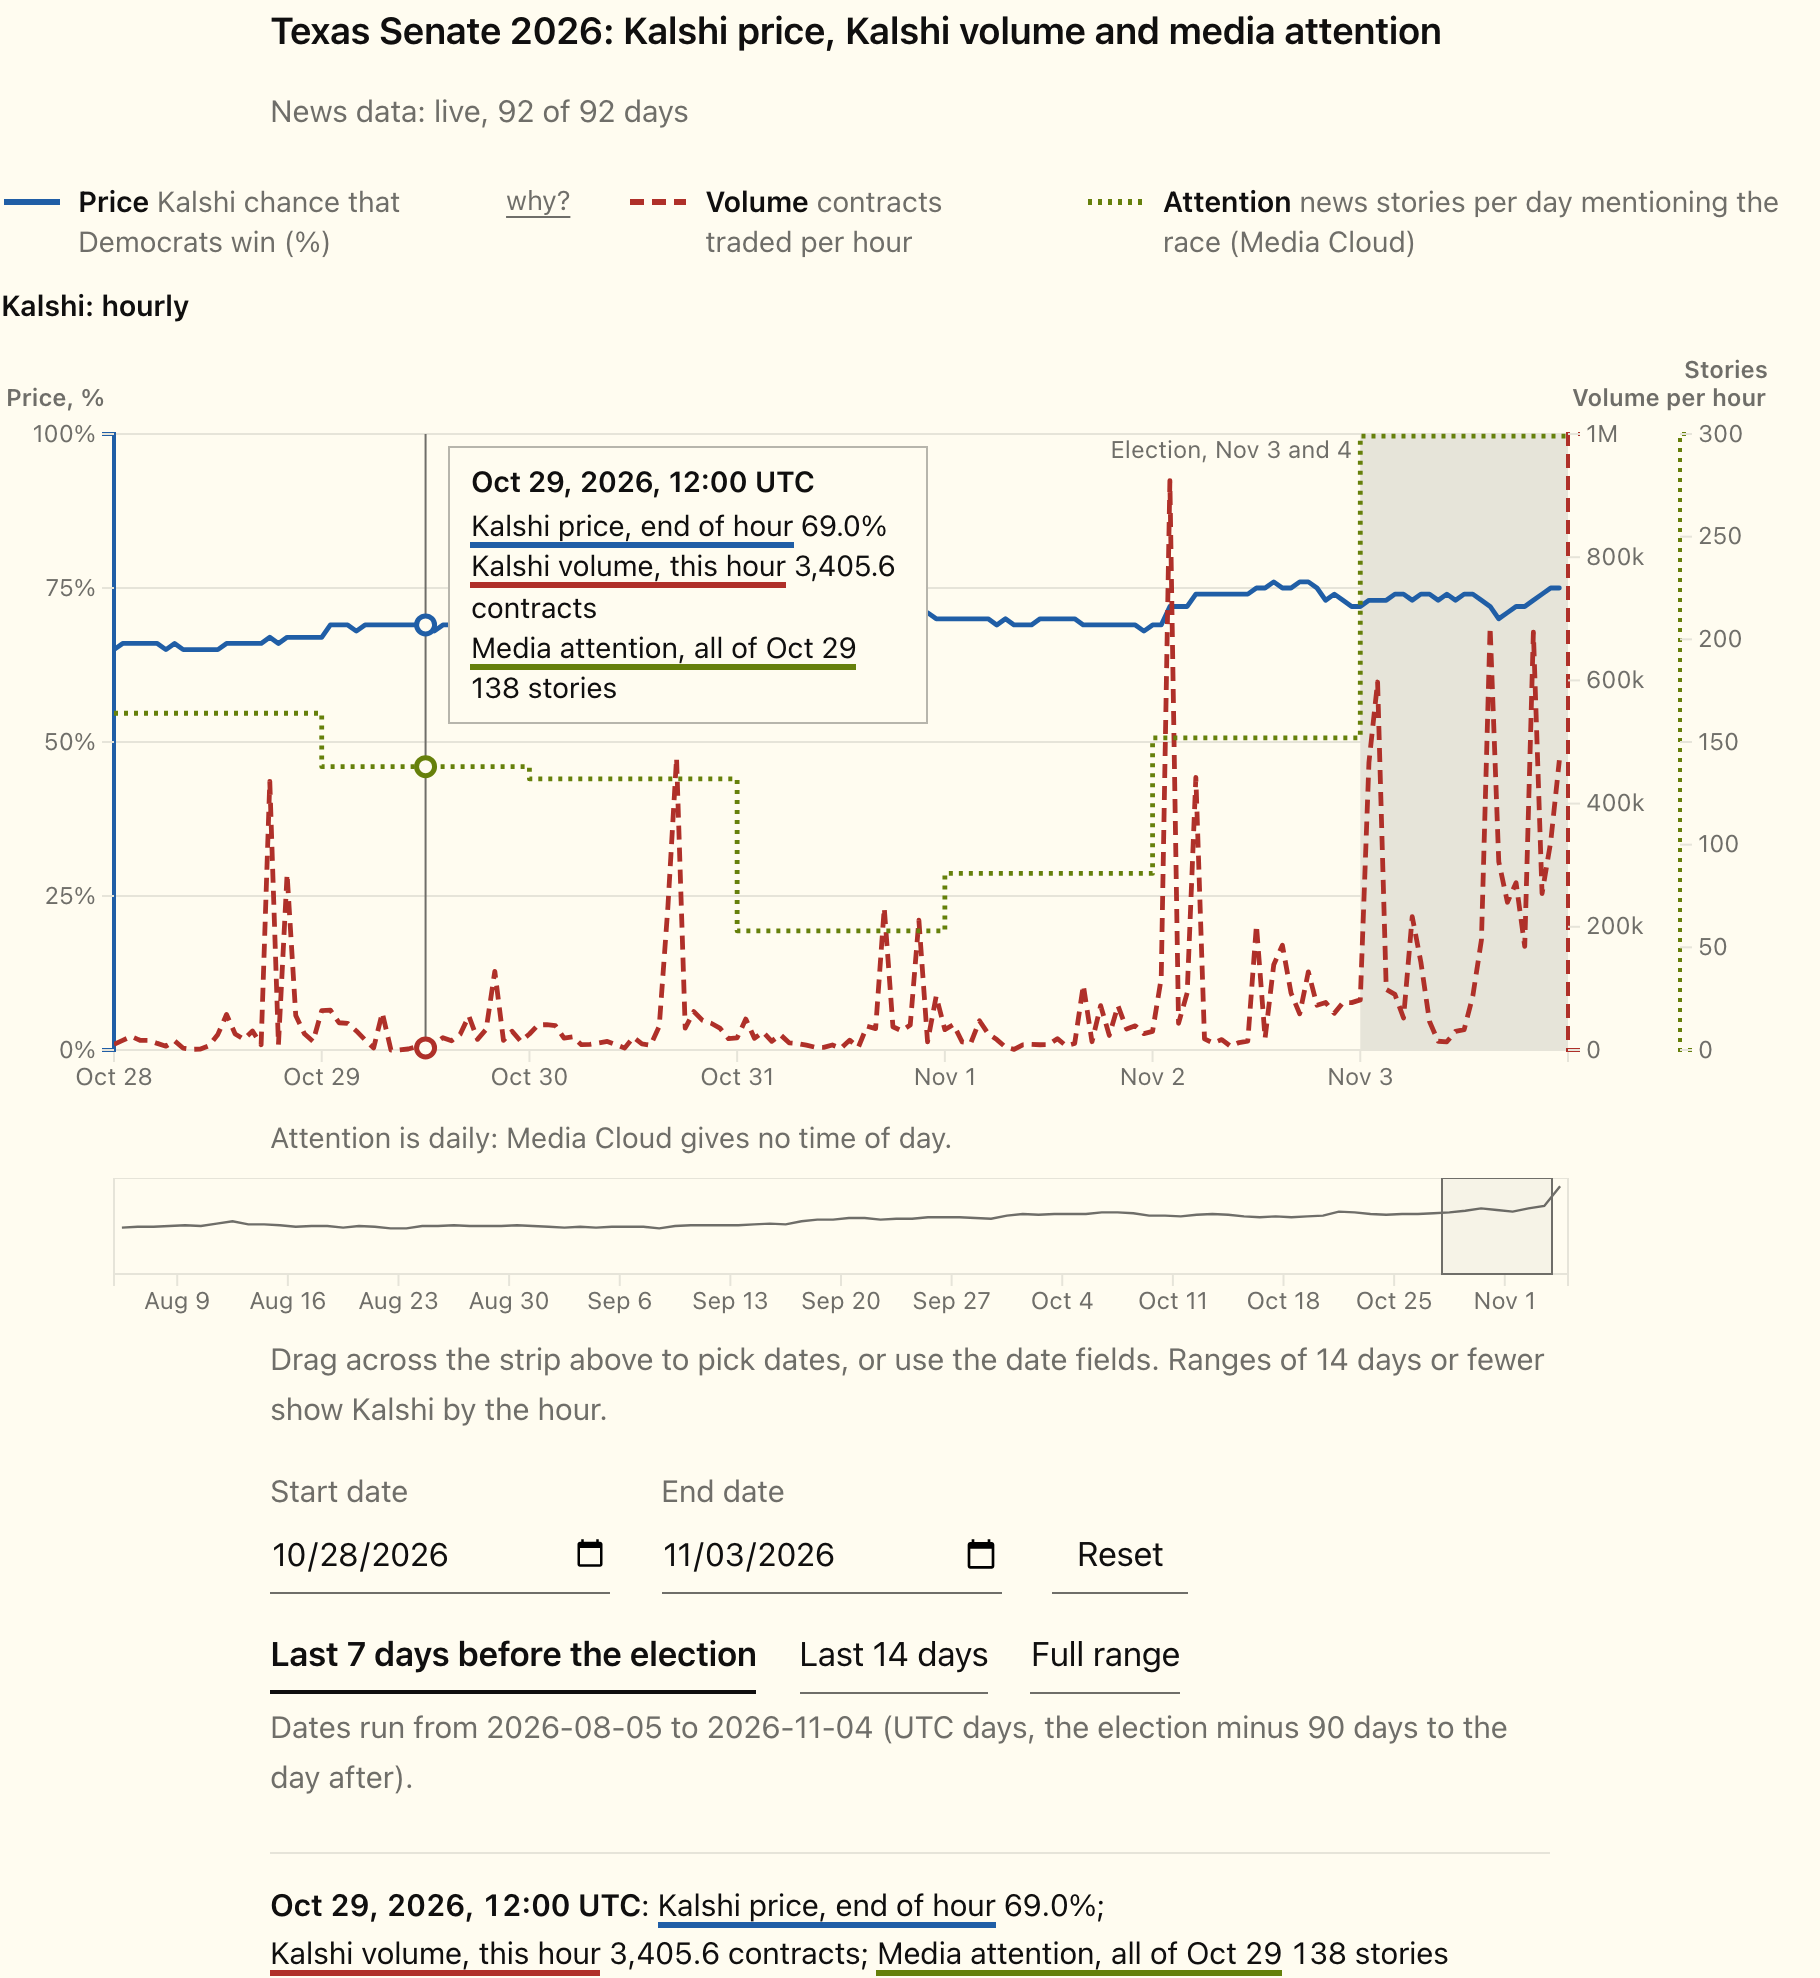 Texas Senate 2026: Kalshi price, Kalshi volume and media attention
News data: live, 92 of 92 days
Price Kalshi chance that
Democrats win (%)
why?
Volume contracts
traded per hour
Attention news stories per day mentioning the
race (Media Cloud)
Kalshi: hourly
Price, %
Stories
Volume per hour
100%
75%
50%
25%
0%
Election, Nov 3 and 4
Oct 29, 2026, 12:00 UTC
Kalshi price, end of hour 69.0%
Kalshi volume, this hour 3,405.6
contracts
Media attention, all of Oct 29
138 stories
1M
800k
600k
400k
200k
0
300
250
200
150
100
50
0
Oct 28
Oct 29
Oct 30
Oct 31
Nov 1
Nov 2
Nov 3
Attention is daily: Media Cloud gives no time of day.
Aug 9
Aug 16
Aug 23
Aug 30
Sep 6
Sep 13
Sep 20
Sep 27
Oct 4
Oct 11
Oct 18
Oct 25
Nov 1
Drag across the strip above to pick dates, or use the date fields. Ranges of 14 days or fewer
show Kalshi by the hour.
Start date
End date
10/28/2026
11/03/2026
Reset
Last 7 days before the election
Last 14 days
Full range
Dates run from 2026-08-05 to 2026-11-04 (UTC days, the election minus 90 days to the
day after).
Oct 29, 2026, 12:00 UTC: Kalshi price, end of hour 69.0%;
Kalshi volume, this hour 3,405.6 contracts; Media attention, all of Oct 29 138 stories